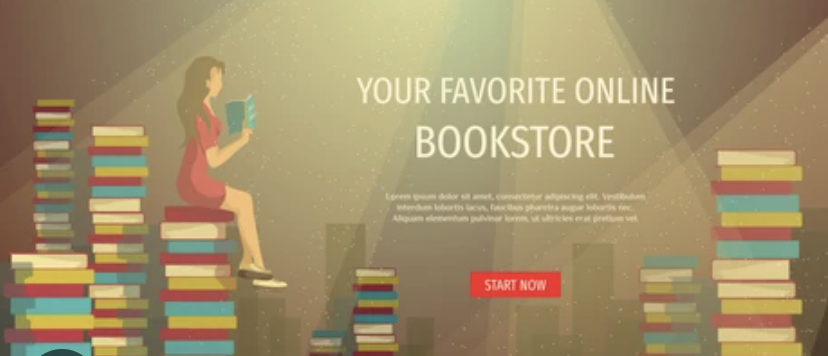 YOUR FAVORITE ONLINE
BOOKSTORE
Lorem ipsum dolor sit amet, consectetur adipiscing elit. Vestibulum
interdum lobortis lacus, faucibus pharetra augue lobortis nec.
Aliquam elementum pulvinar lorem, ut ultricies erat pretium vel.
START NOW